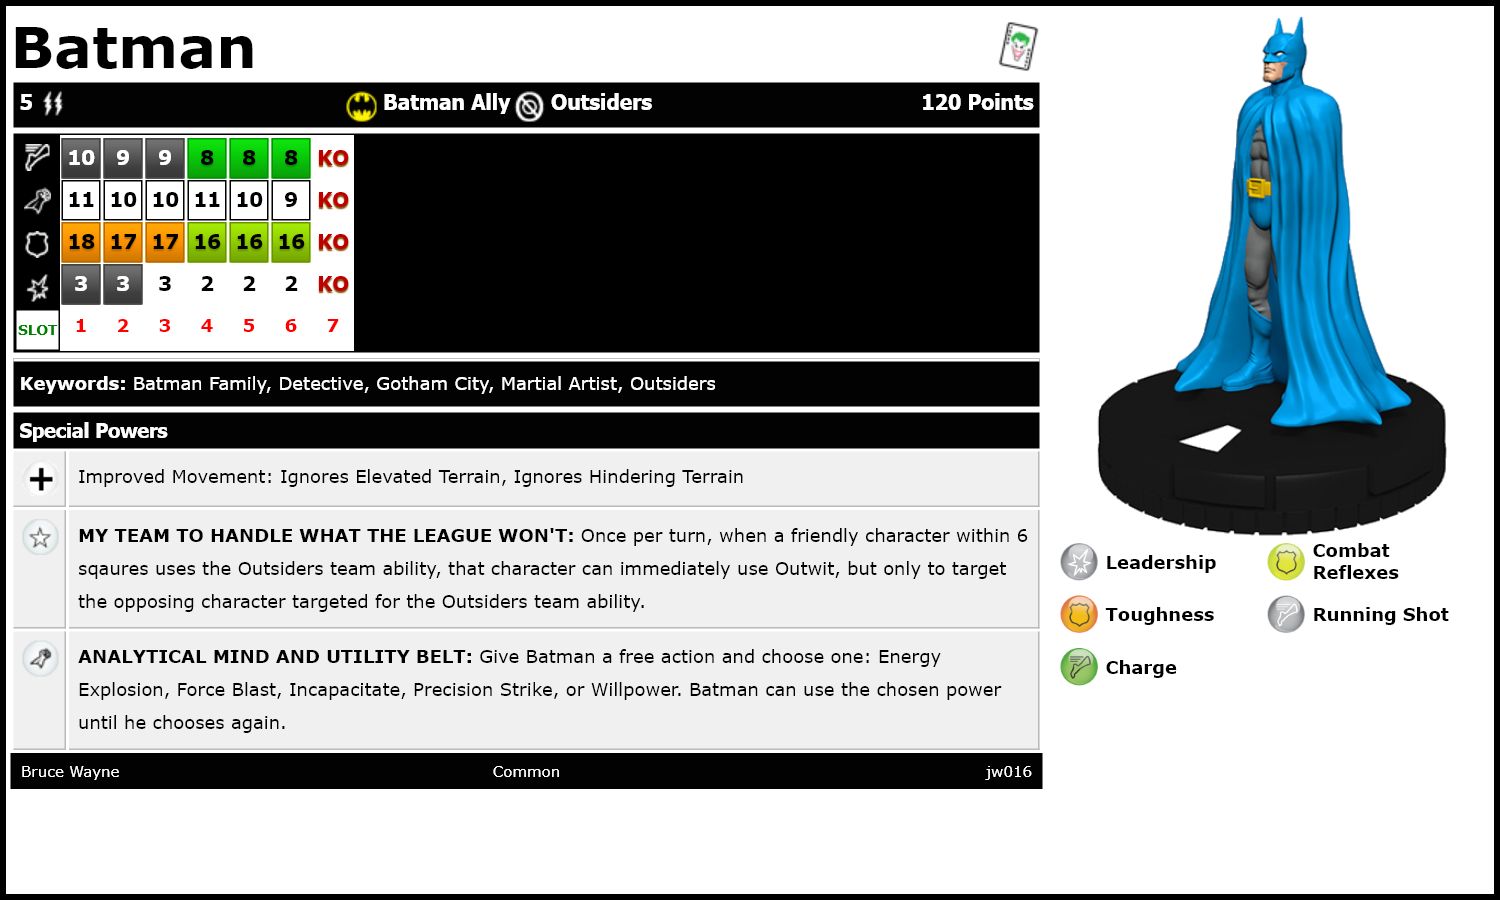 Batman
5 Batman Ally Outsiders 120 Points
10 9 9 8 8 8 KO
11 10 10 11 10 9 KO
18 17 17 16 16 16 KO
3 3 3 2 2 2 KO
SLOT 1 2 3 4 5 6 7
Keywords: Batman Family, Detective, Gotham City, Martial Artist, Outsiders
Special Powers
Improved Movement: Ignores Elevated Terrain, Ignores Hindering Terrain
MY TEAM TO HANDLE WHAT THE LEAGUE WON'T: Once per turn, when a friendly character within 6
sqaures uses the Outsiders team ability, that character can immediately use Outwit, but only to target
the opposing character targeted for the Outsiders team ability.
ANALYTICAL MIND AND UTILITY BELT: Give Batman a free action and choose one: Energy
Explosion, Force Blast, Incapacitate, Precision Strike, or Willpower. Batman can use the chosen power
until he chooses again.
Bruce Wayne Common jw016
Leadership
Combat
Reflexes
Toughness
Running Shot
Charge